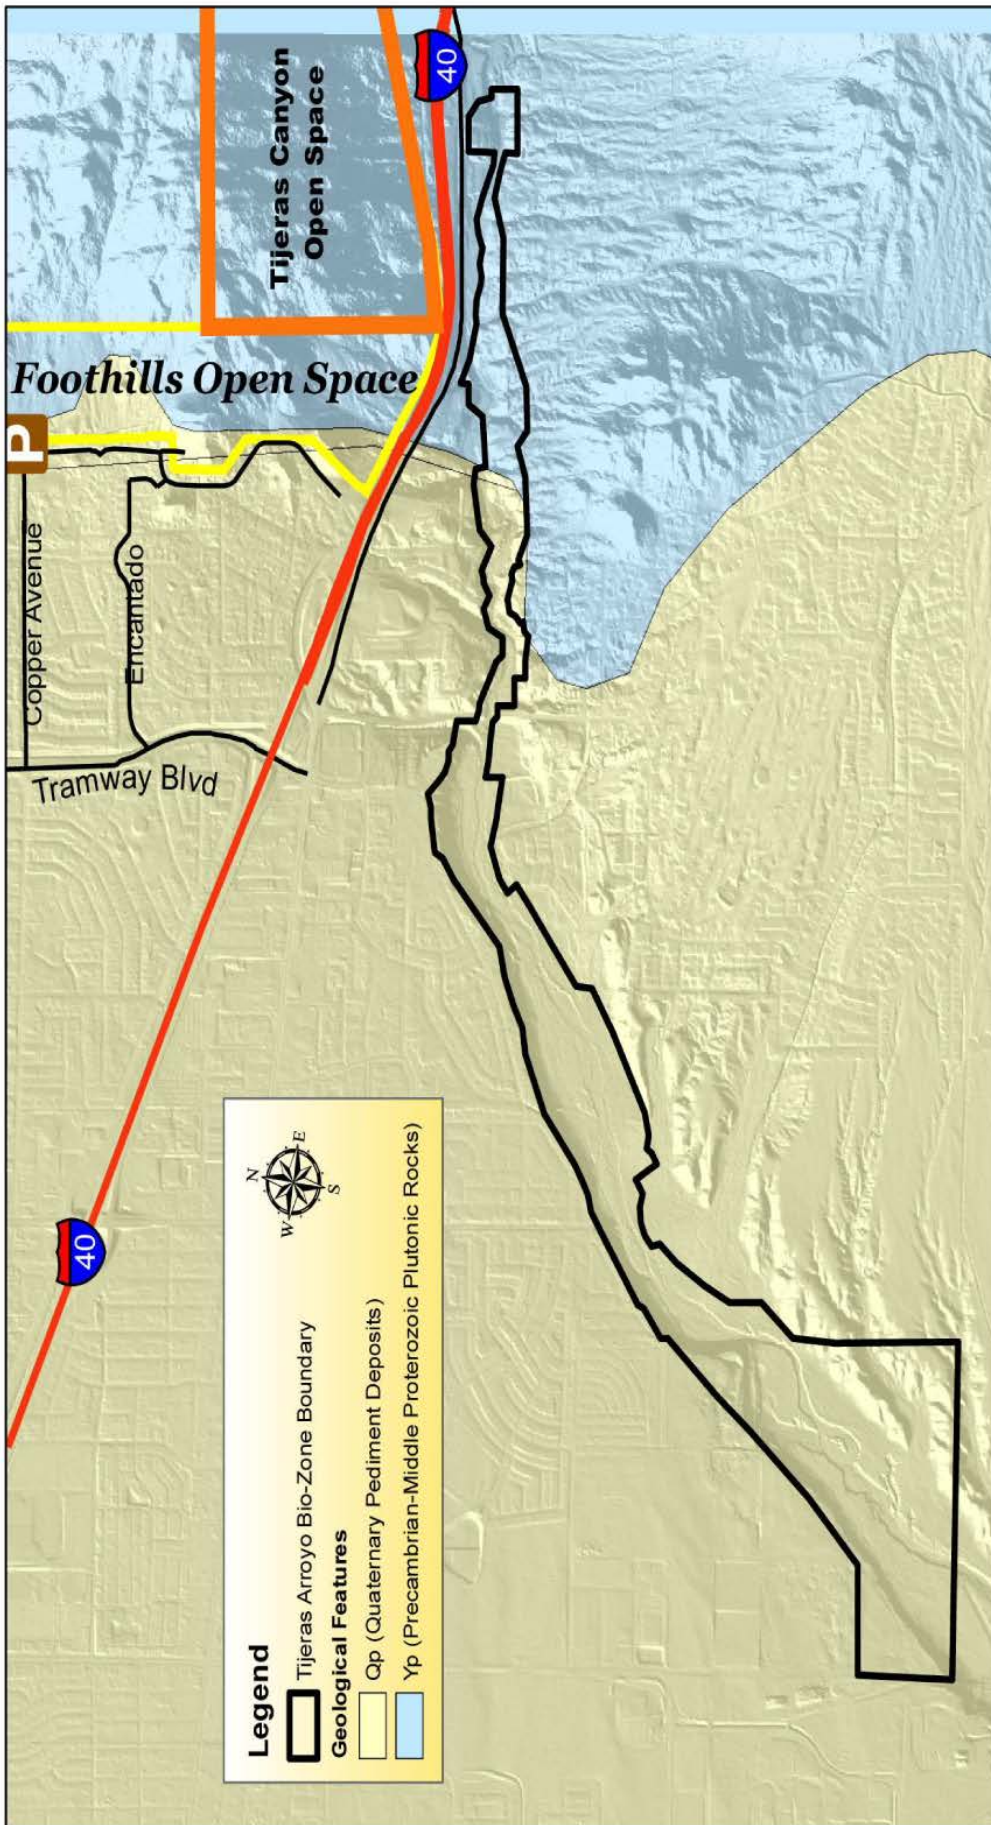 Tijeras Canyon
Open Space
40
Foothills Open Space
P
Copper Avenue
Encantado
Tramway Blvd
40
Legend
Tijeras Arroyo Bio-Zone Boundary
Geological Features
Qp (Quaternary Pediment Deposits)
Yp (Precambrian-Middle Proterozoic Plutonic Rocks)
N
E
S
W